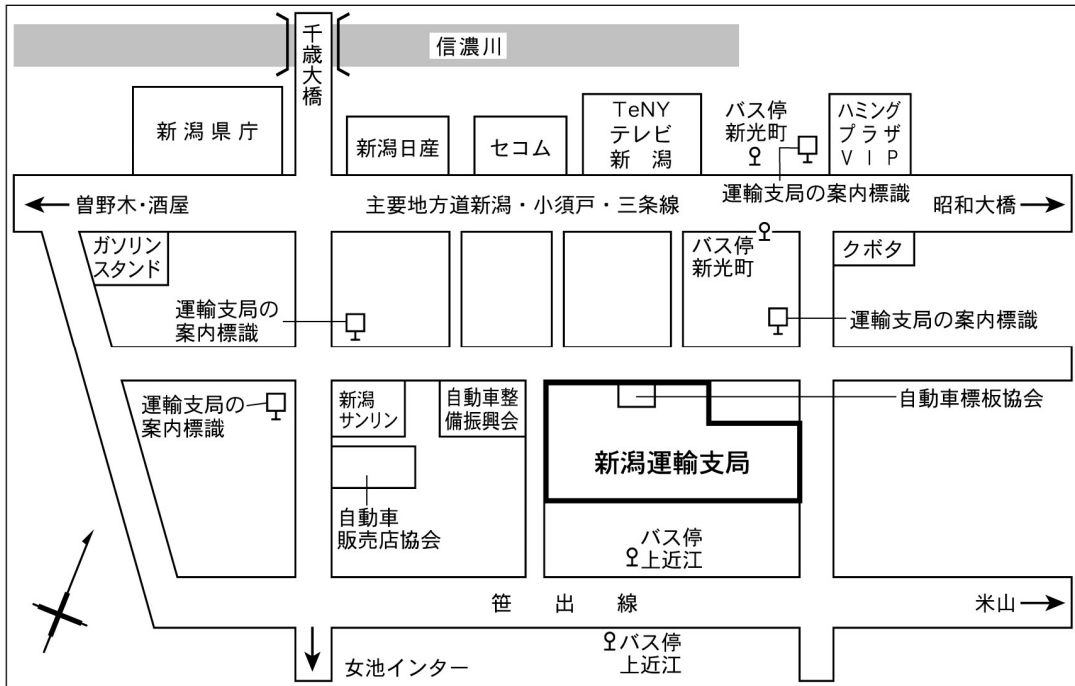 千歳大橋
信濃川
新潟県庁
新潟日産
セコム
TeNY
テレビ
新潟
バス停
新光町
ハミング
プラザ
VIP
運輸支局の案内標識
曽野木・酒屋
主要地方道新潟・小須戸・三条線
昭和大橋
ガソリン
スタンド
バス停
新光町
クボタ
運輸支局の
案内標識
運輸支局の案内標識
運輸支局の
案内標識
新潟
サンリン
自動車整
備振興会
自動車標板協会
新潟運輸支局
自動車
販売店協会
バス停
上近江
笹出線
米山
バス停
上近江
女池インター